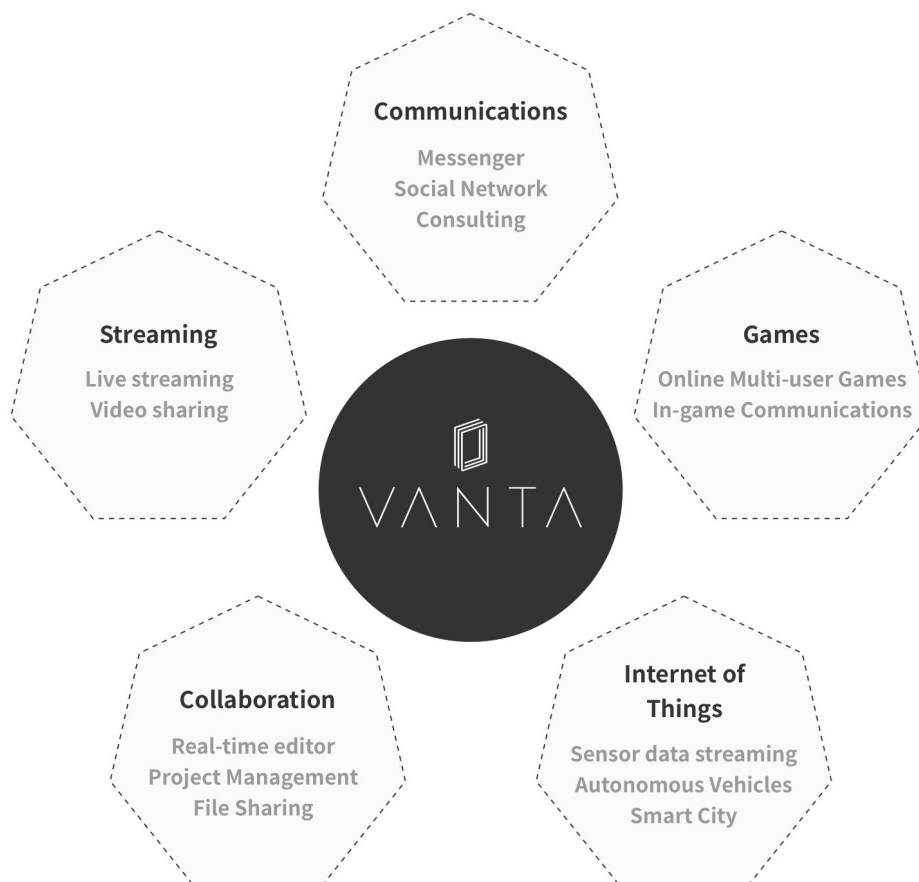 Communications
Messenger
Social Network
Consulting
Streaming
Live streaming
Video sharing
Games
Online Multi-user Games
In-game Communications
VANTA
Collaboration
Real-time editor
Project Management
File Sharing
Internet of
Things
Sensor data streaming
Autonomous Vehicles
Smart City